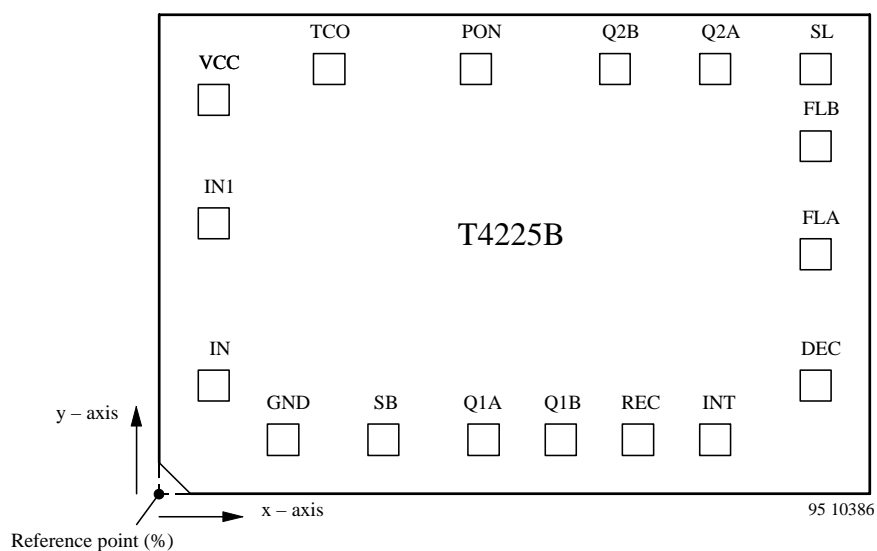 TCO
PON
Q2B
Q2A
SL
VCC
FLB
IN1
FLA
T4225B
IN
DEC
GND
SB
Q1A
Q1B
REC
INT
y – axis
x – axis
95 10386
Reference point (%)